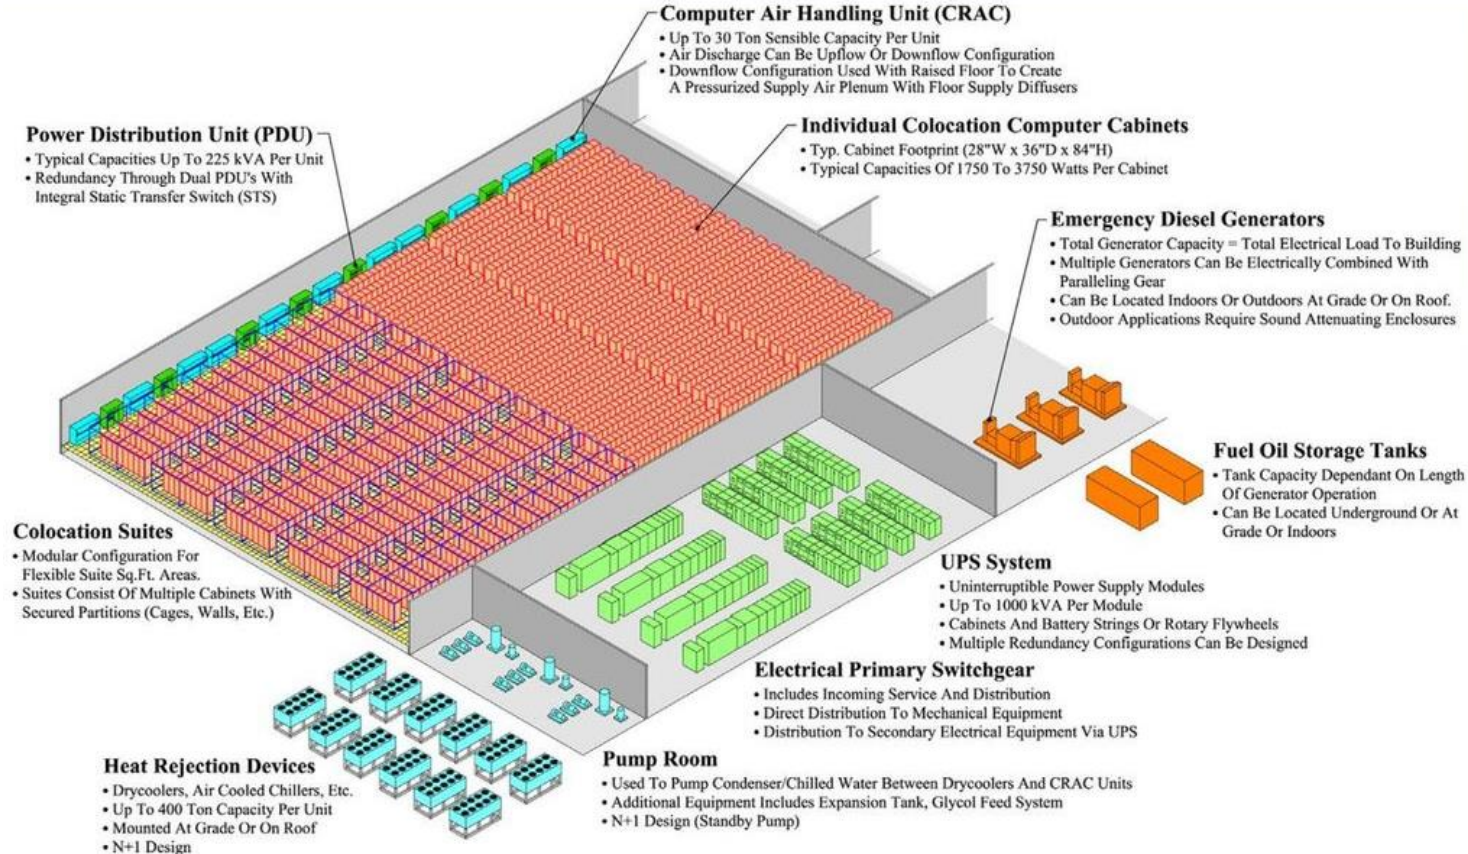 Computer Air Handling Unit (CRAC)
• Up To 30 Ton Sensible Capacity Per Unit
• Air Discharge Can Be Upflow Or Downflow Configuration
• Downflow Configuration Used With Raised Floor To Create
A Pressurized Supply Air Plenum With Floor Supply Diffusers
Power Distribution Unit (PDU)
• Typical Capacities Up To 225 kVA Per Unit
• Redundancy Through Dual PDU's With
Integral Static Transfer Switch (STS)
Individual Colocation Computer Cabinets
• Typ. Cabinet Footprint (28"W x 36"D x 84"H)
• Typical Capacities Of 1750 To 3750 Watts Per Cabinet
Emergency Diesel Generators
• Total Generator Capacity = Total Electrical Load To Building
• Multiple Generators Can Be Electrically Combined With
Paralleling Gear
• Can Be Located Indoors Or Outdoors At Grade Or On Roof.
• Outdoor Applications Require Sound Attenuating Enclosures
Fuel Oil Storage Tanks
• Tank Capacity Dependant On Length
Of Generator Operation
• Can Be Located Underground Or At
Grade Or Indoors
Colocation Suites
• Modular Configuration For
Flexible Suite Sq.Ft. Areas.
• Suites Consist Of Multiple Cabinets With
Secured Partitions (Cages, Walls, Etc.)
UPS System
• Uninterruptible Power Supply Modules
• Up To 1000 kVA Per Module
• Cabinets And Battery Strings Or Rotary Flywheels
• Multiple Redundancy Configurations Can Be Designed
Electrical Primary Switchgear
• Includes Incoming Service And Distribution
• Direct Distribution To Mechanical Equipment
• Distribution To Secondary Electrical Equipment Via UPS
Pump Room
• Used To Pump Condenser/Chilled Water Between Drycoolers And CRAC Units
• Additional Equipment Includes Expansion Tank, Glycol Feed System
• N+1 Design (Standby Pump)
Heat Rejection Devices
• Drycoolers, Air Cooled Chillers, Etc.
• Up To 400 Ton Capacity Per Unit
• Mounted At Grade Or On Roof
• N+1 Design